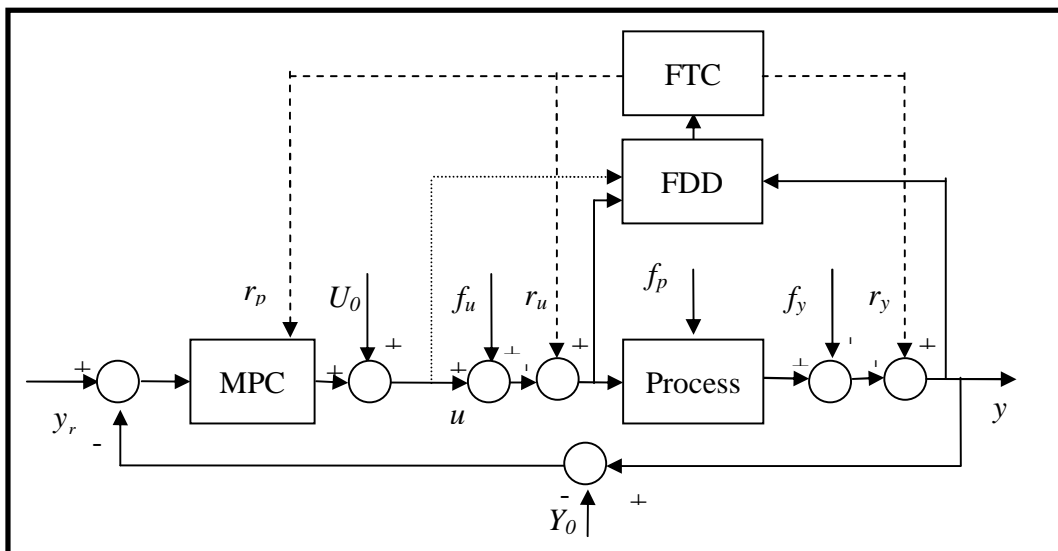 FTC
FDD
r_p
U_0
f_u
r_u
f_p
f_y
r_y
+
+
+
+
+
+
+
+
+
+
MPC
+
+
Process
+
+
y_r
-
u
y
-
+
Y_0